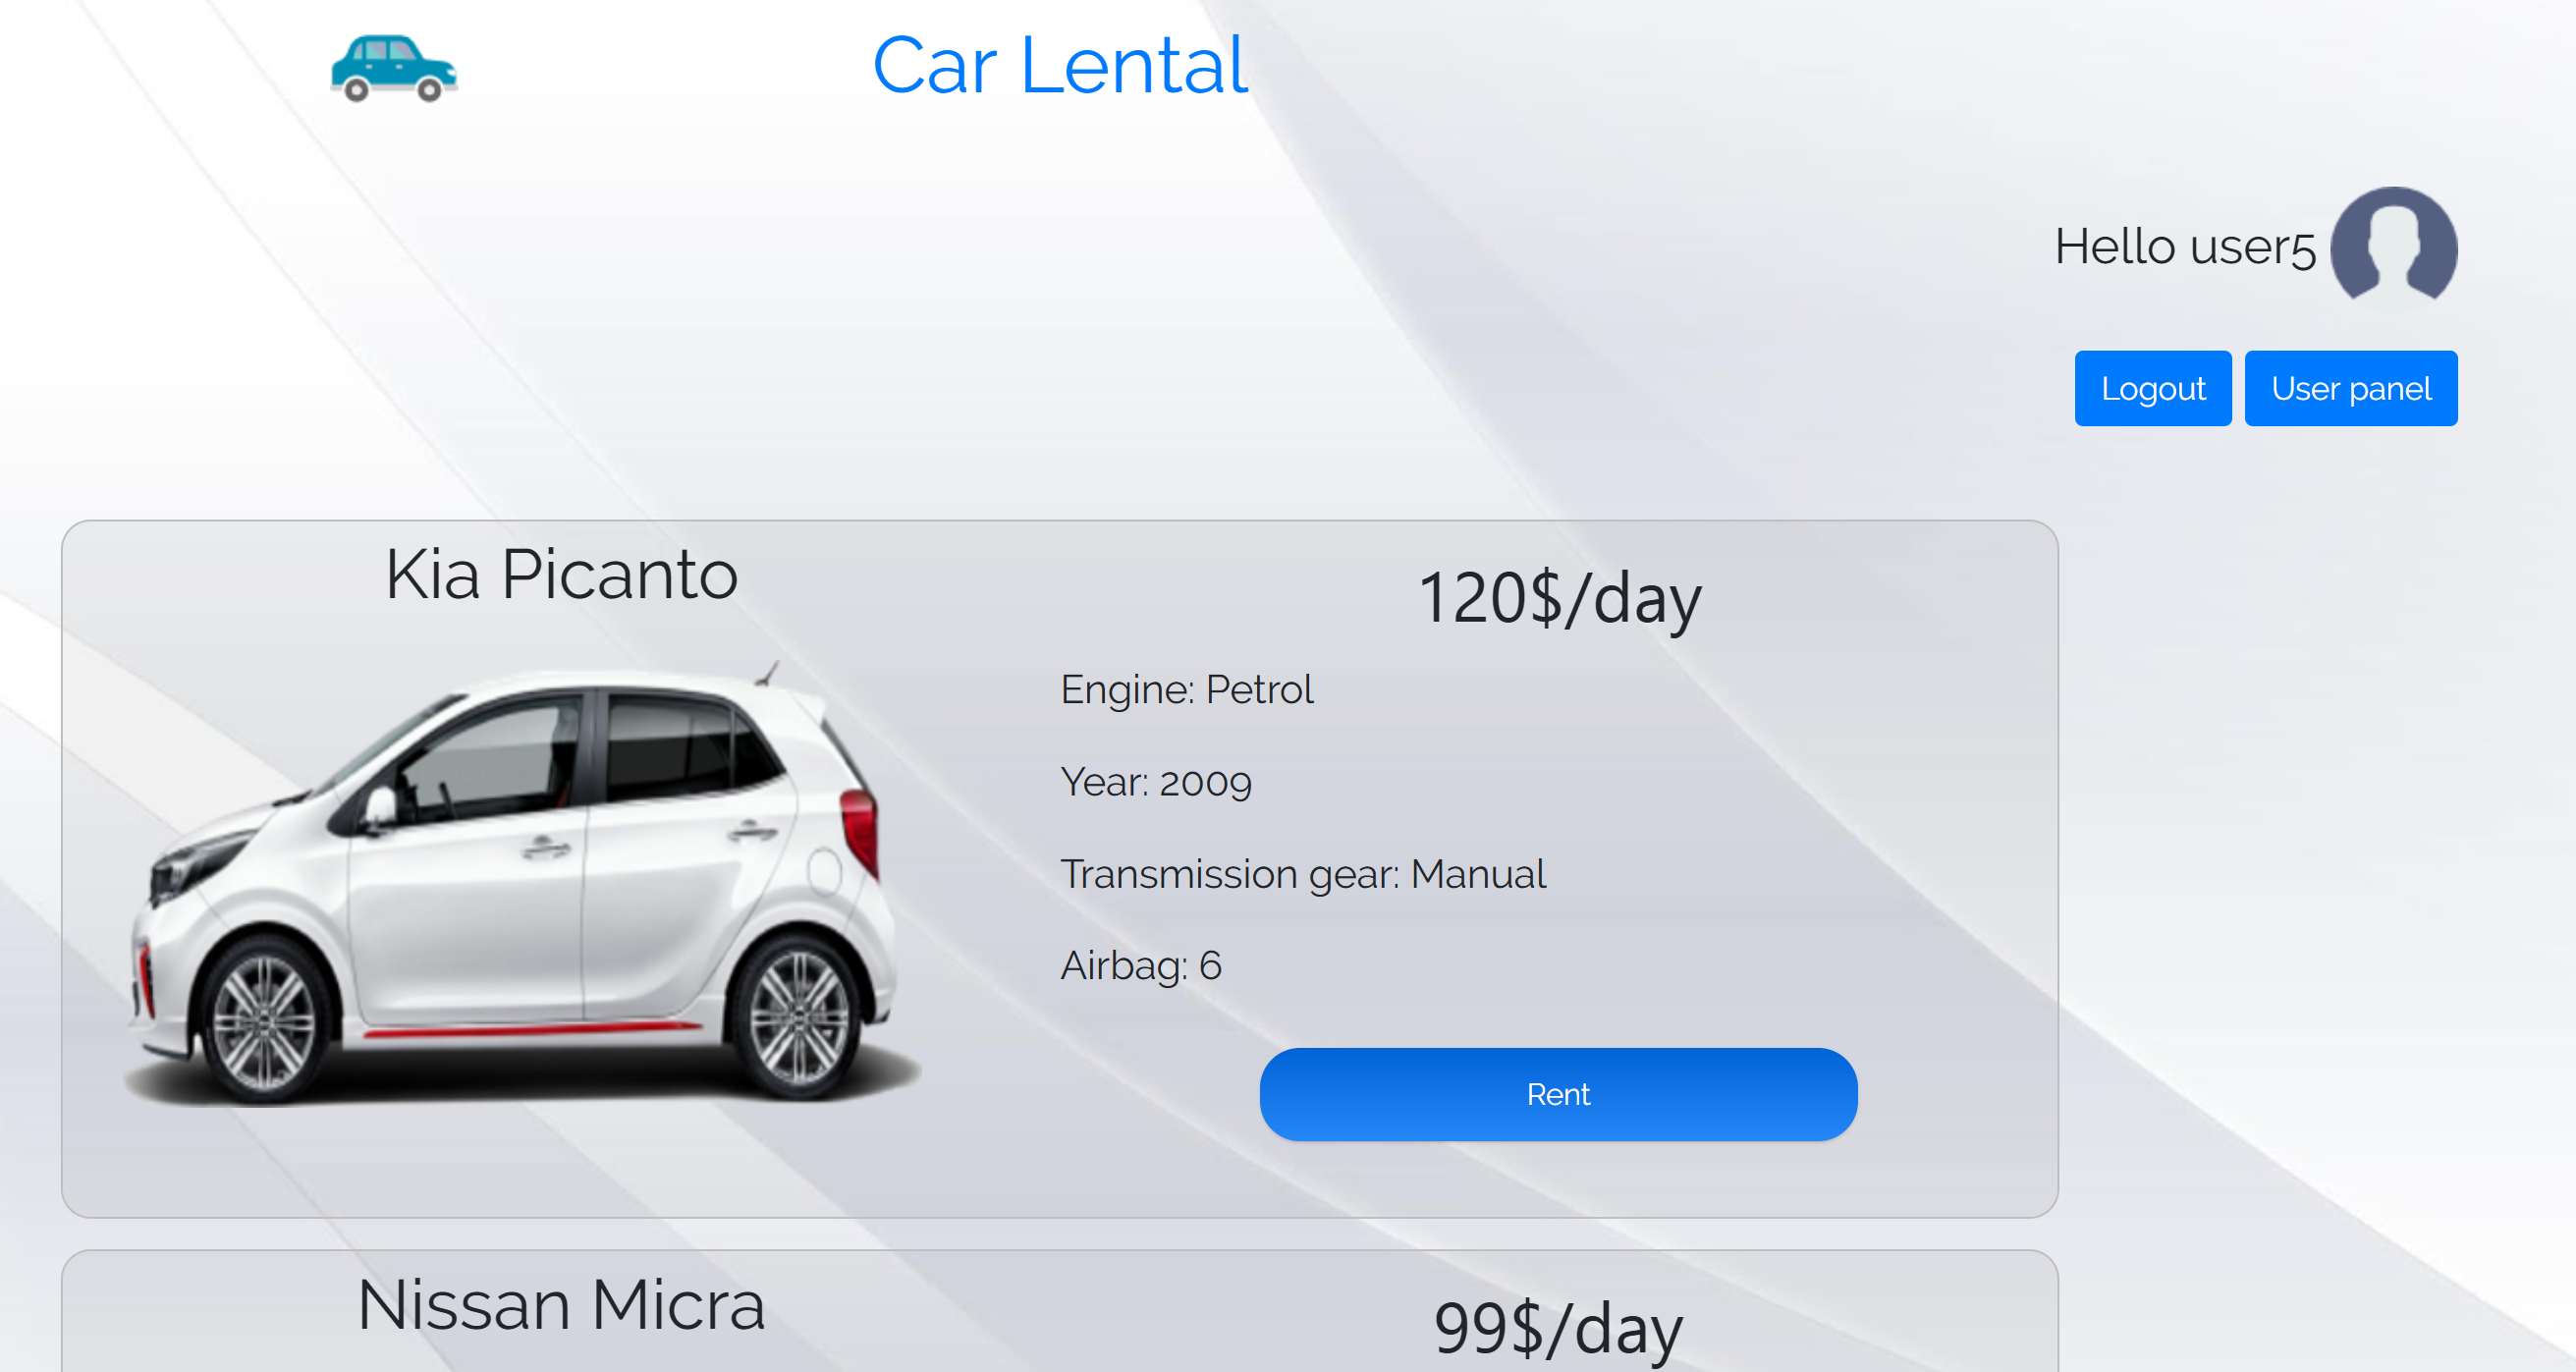 Car Lental
Hello user5
Logout
User panel
Kia Picanto
120$/day
Engine: Petrol
Year: 2009
Transmission gear: Manual
Airbag: 6
Rent
Nissan Micra
99$/day